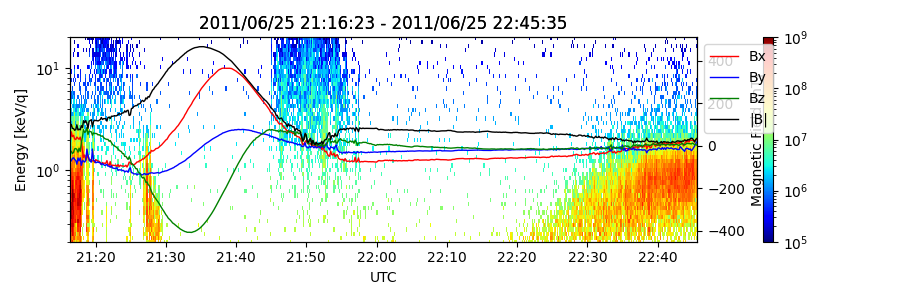 2011/06/25 21:16:23 - 2011/06/25 22:45:35
Energy [keV/q]
10¹
10⁰
21:20 21:30 21:40 21:50 22:00 22:10 22:20 22:30 22:40
UTC
400
200
0
−200
−400
Bx
By
Bz
|B|
Magnetic
10⁹
10⁸
10⁷
10⁶
10⁵